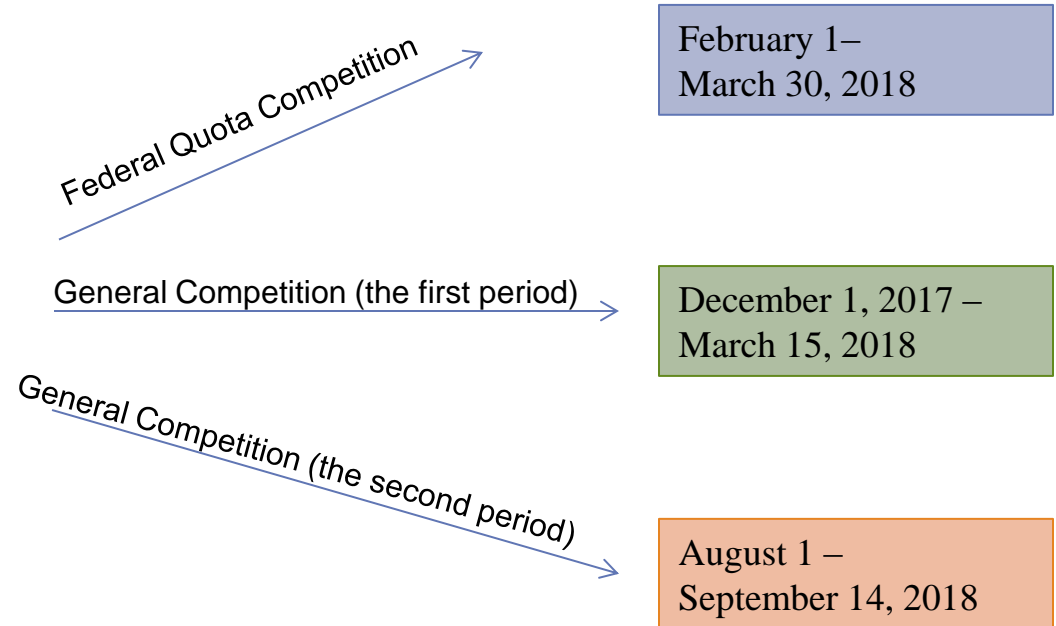 Federal Quota Competition
February 1–
March 30, 2018
General Competition (the first period)
December 1, 2017 –
March 15, 2018
General Competition (the second period)
August 1 –
September 14, 2018